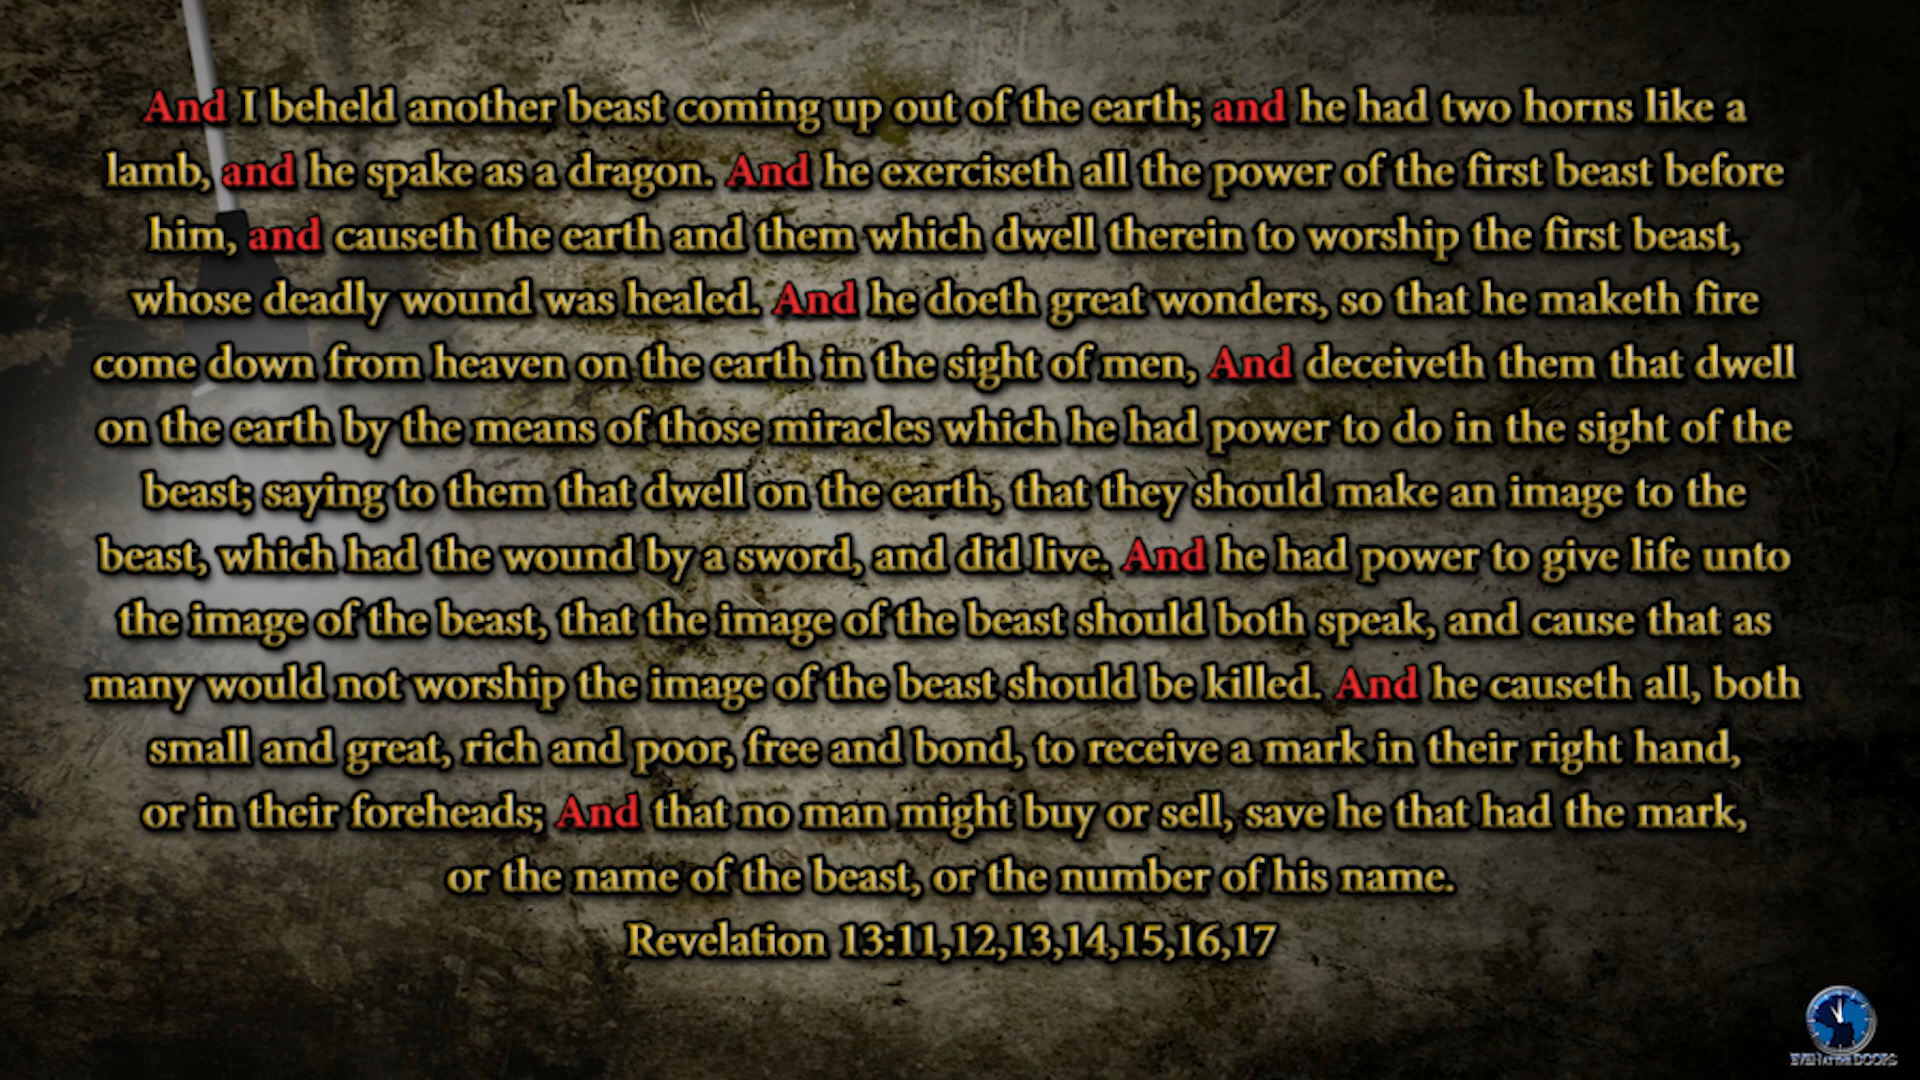 And I beheld another beast coming up out of the earth; and he had two horns like a
lamb, and he spake as a dragon. And he exerciseth all the power of the first beast before
him, and causeth the earth and them which dwell therein to worship the first beast,
whose deadly wound was healed. And he doeth great wonders, so that he maketh fire
come down from heaven on the earth in the sight of men, And deceiveth them that dwell
on the earth by the means of those miracles which he had power to do in the sight of the
beast; saying to them that dwell on the earth, that they should make an image to the
beast, which had the wound by a sword, and did live. And he had power to give life unto
the image of the beast, that the image of the beast should both speak, and cause that as
many would not worship the image of the beast should be killed. And he causeth all, both
small and great, rich and poor, free and bond, to receive a mark in their right hand,
or in their foreheads; And that no man might buy or sell, save he that had the mark,
or the name of the beast, or the number of his name.
Revelation 13:11,12,13,14,15,16,17
EVEN AT THE DOORS